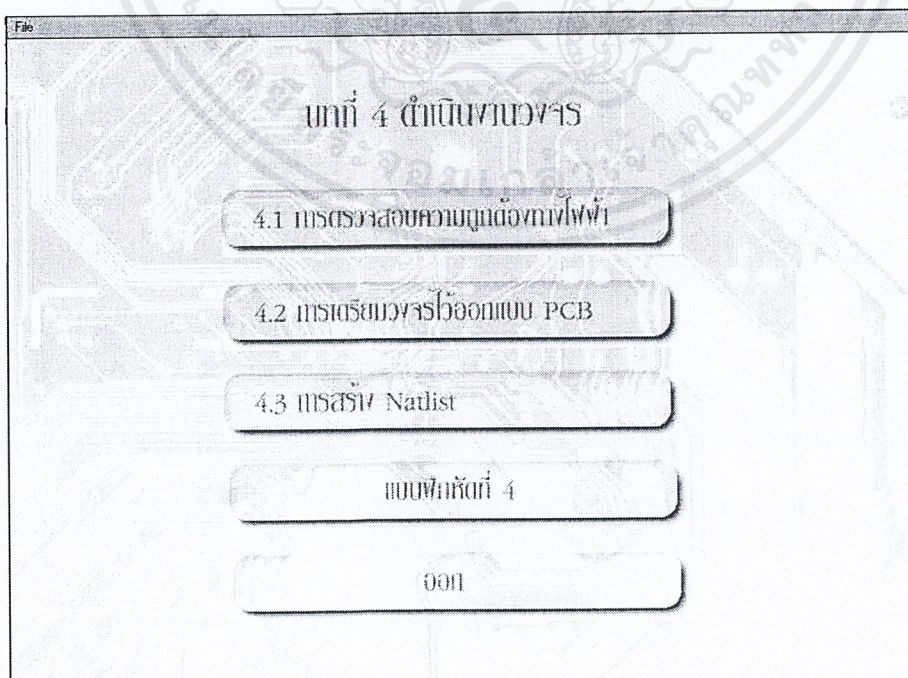 File
บทที่ 4 ดำเนินงานวงจร
4.1 การตรวจสอบความถูกต้องทางไฟฟ้า
4.2 การเตรียมวงจรไว้ออกแบบ PCB
4.3 การสร้าง Natlist
แบบฝึกหัดที่ 4
ออก